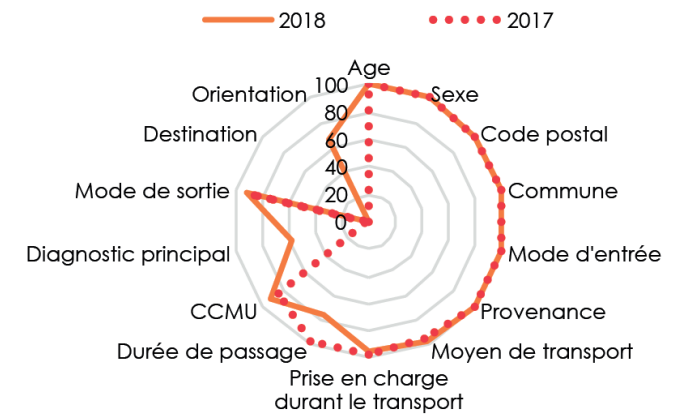 2018
2017
Age
Sexe
Code postal
Commune
Mode d'entrée
Provenance
Moyen de transport
Prise en charge
durant le transport
Durée de passage
CCMU
Diagnostic principal
Mode de sortie
Destination
Orientation
100
80
60
40
20
0